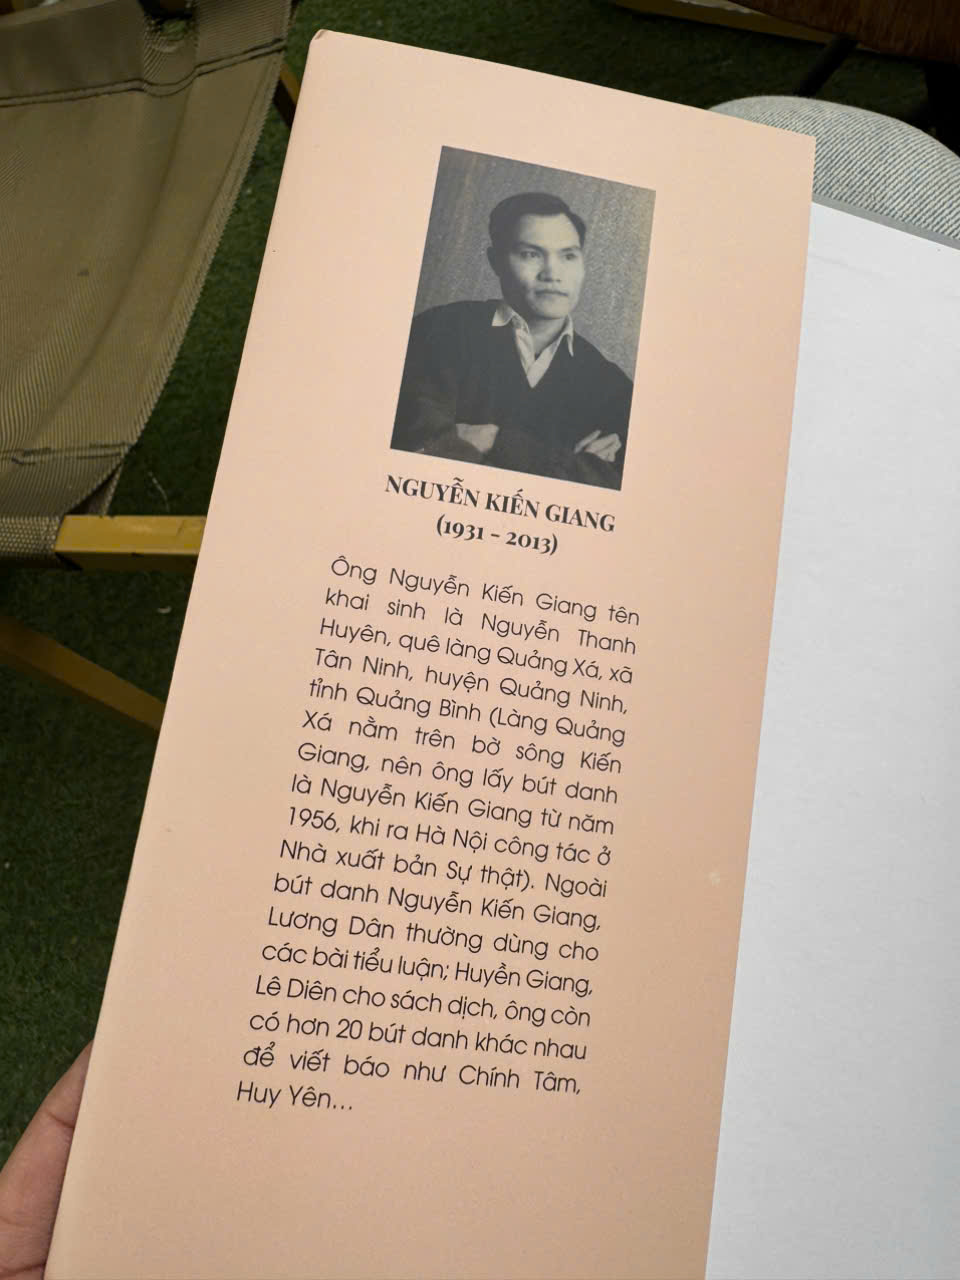 NGUYỄN KIẾN GIANG
(1931 - 2013)
Ông Nguyễn Kiến Giang tên
khai sinh là Nguyễn Thanh
Huyên, quê làng Quảng Xá, xã
Tân Ninh, huyện Quảng Ninh,
tỉnh Quảng Bình (Làng Quảng
Xá nằm trên bờ sông Kiến
Giang, nên ông lấy bút danh
là Nguyễn Kiến Giang từ năm
1956, khi ra Hà Nội công tác ở
Nhà xuất bản Sự thật). Ngoài
bút danh Nguyễn Kiến Giang,
Lương Dân thường dùng cho
các bài tiểu luận; Huyền Giang,
Lê Diên cho sách dịch, ông còn
có hơn 20 bút danh khác nhau
để viết báo như Chính Tâm,
Huy Yên...